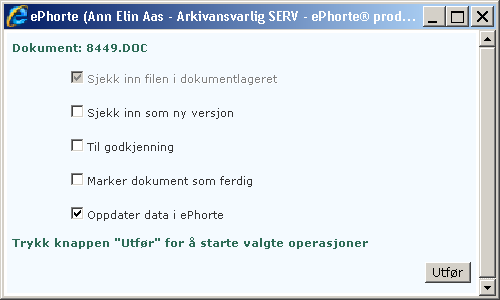 ePhorte (Ann Elin Aas - Arkivansvarlig SERV - ePhorte® prod...
Dokument: 8449.DOC
Sjekk inn filen i dokumentlageret
Sjekk inn som ny versjon
Til godkjenning
Marker dokument som ferdig
Oppdater data i ePhorte
Trykk knappen "Utfør" for å starte valgte operasjoner
Utfør